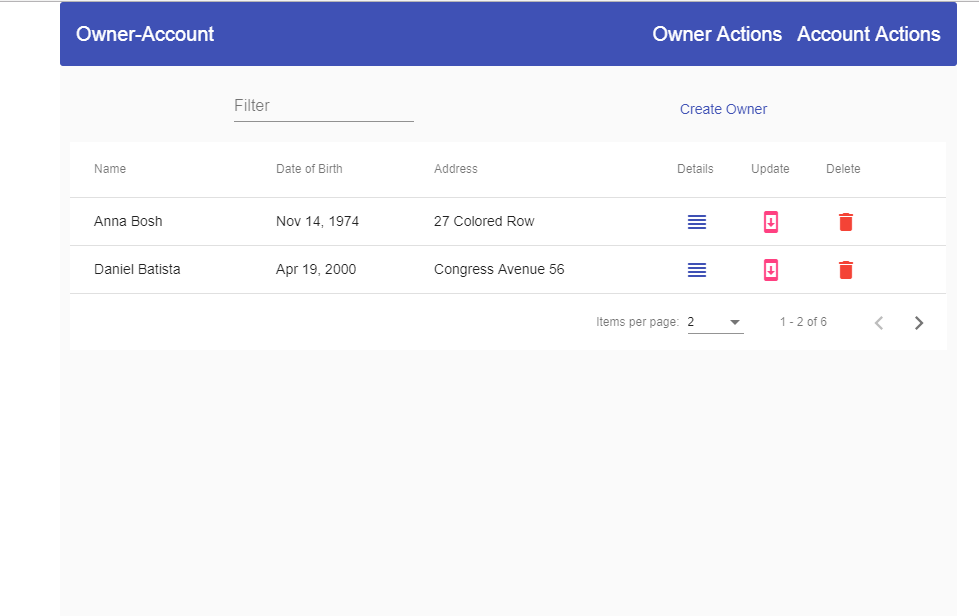 Owner-Account Owner Actions Account Actions
Filter Create Owner
Name Date of Birth Address Details Update Delete
Anna Bosh Nov 14, 1974 27 Colored Row
Daniel Batista Apr 19, 2000 Congress Avenue 56
Items per page: 2 1 - 2 of 6